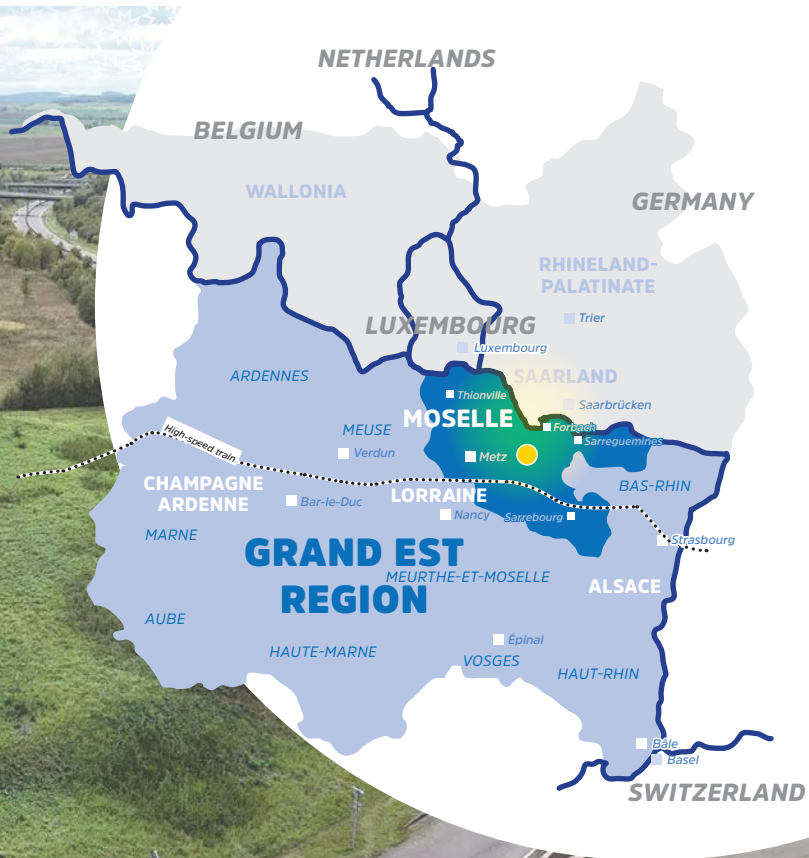 NETHERLANDS
BELGIUM
WALLONIA
GERMANY
RHINELAND-
PALATINATE
Trier
LUXEMBOURG
Luxembourg
SAARLAND
ARDENNES
Thionville
Saarbrücken
MOSELLE
Forbach
MEUSE
Sarreguemines
High-speed train
Verdun
Metz
CHAMPAGNE
ARDENNE
BAS-RHIN
LORRAINE
Bar-le-Duc
Nancy
Sarrebourg
MARNE
Strasbourg
GRAND EST
REGION
MEURTHE-ET-MOSELLE
ALSACE
AUBE
Épinal
HAUTE-MARNE
VOSGES
HAUT-RHIN
Bâle
Basel
SWITZERLAND